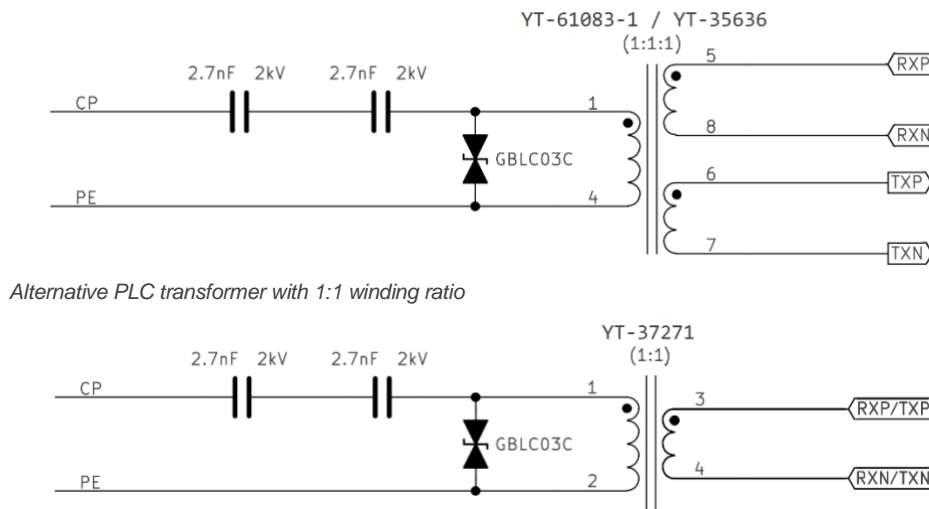 YT-61083-1 / YT-35636
(1:1:1)
2.7nF 2kV 2.7nF 2kV
5
RXP
CP
1
8
RXN
GBLC03C
6
TXP
PE
4
7
TXN
Alternative PLC transformer with 1:1 winding ratio
YT-37271
(1:1)
2.7nF 2kV 2.7nF 2kV
CP
1
3
RXP/TXP
GBLC03C
4
RXN/TXN
PE
2